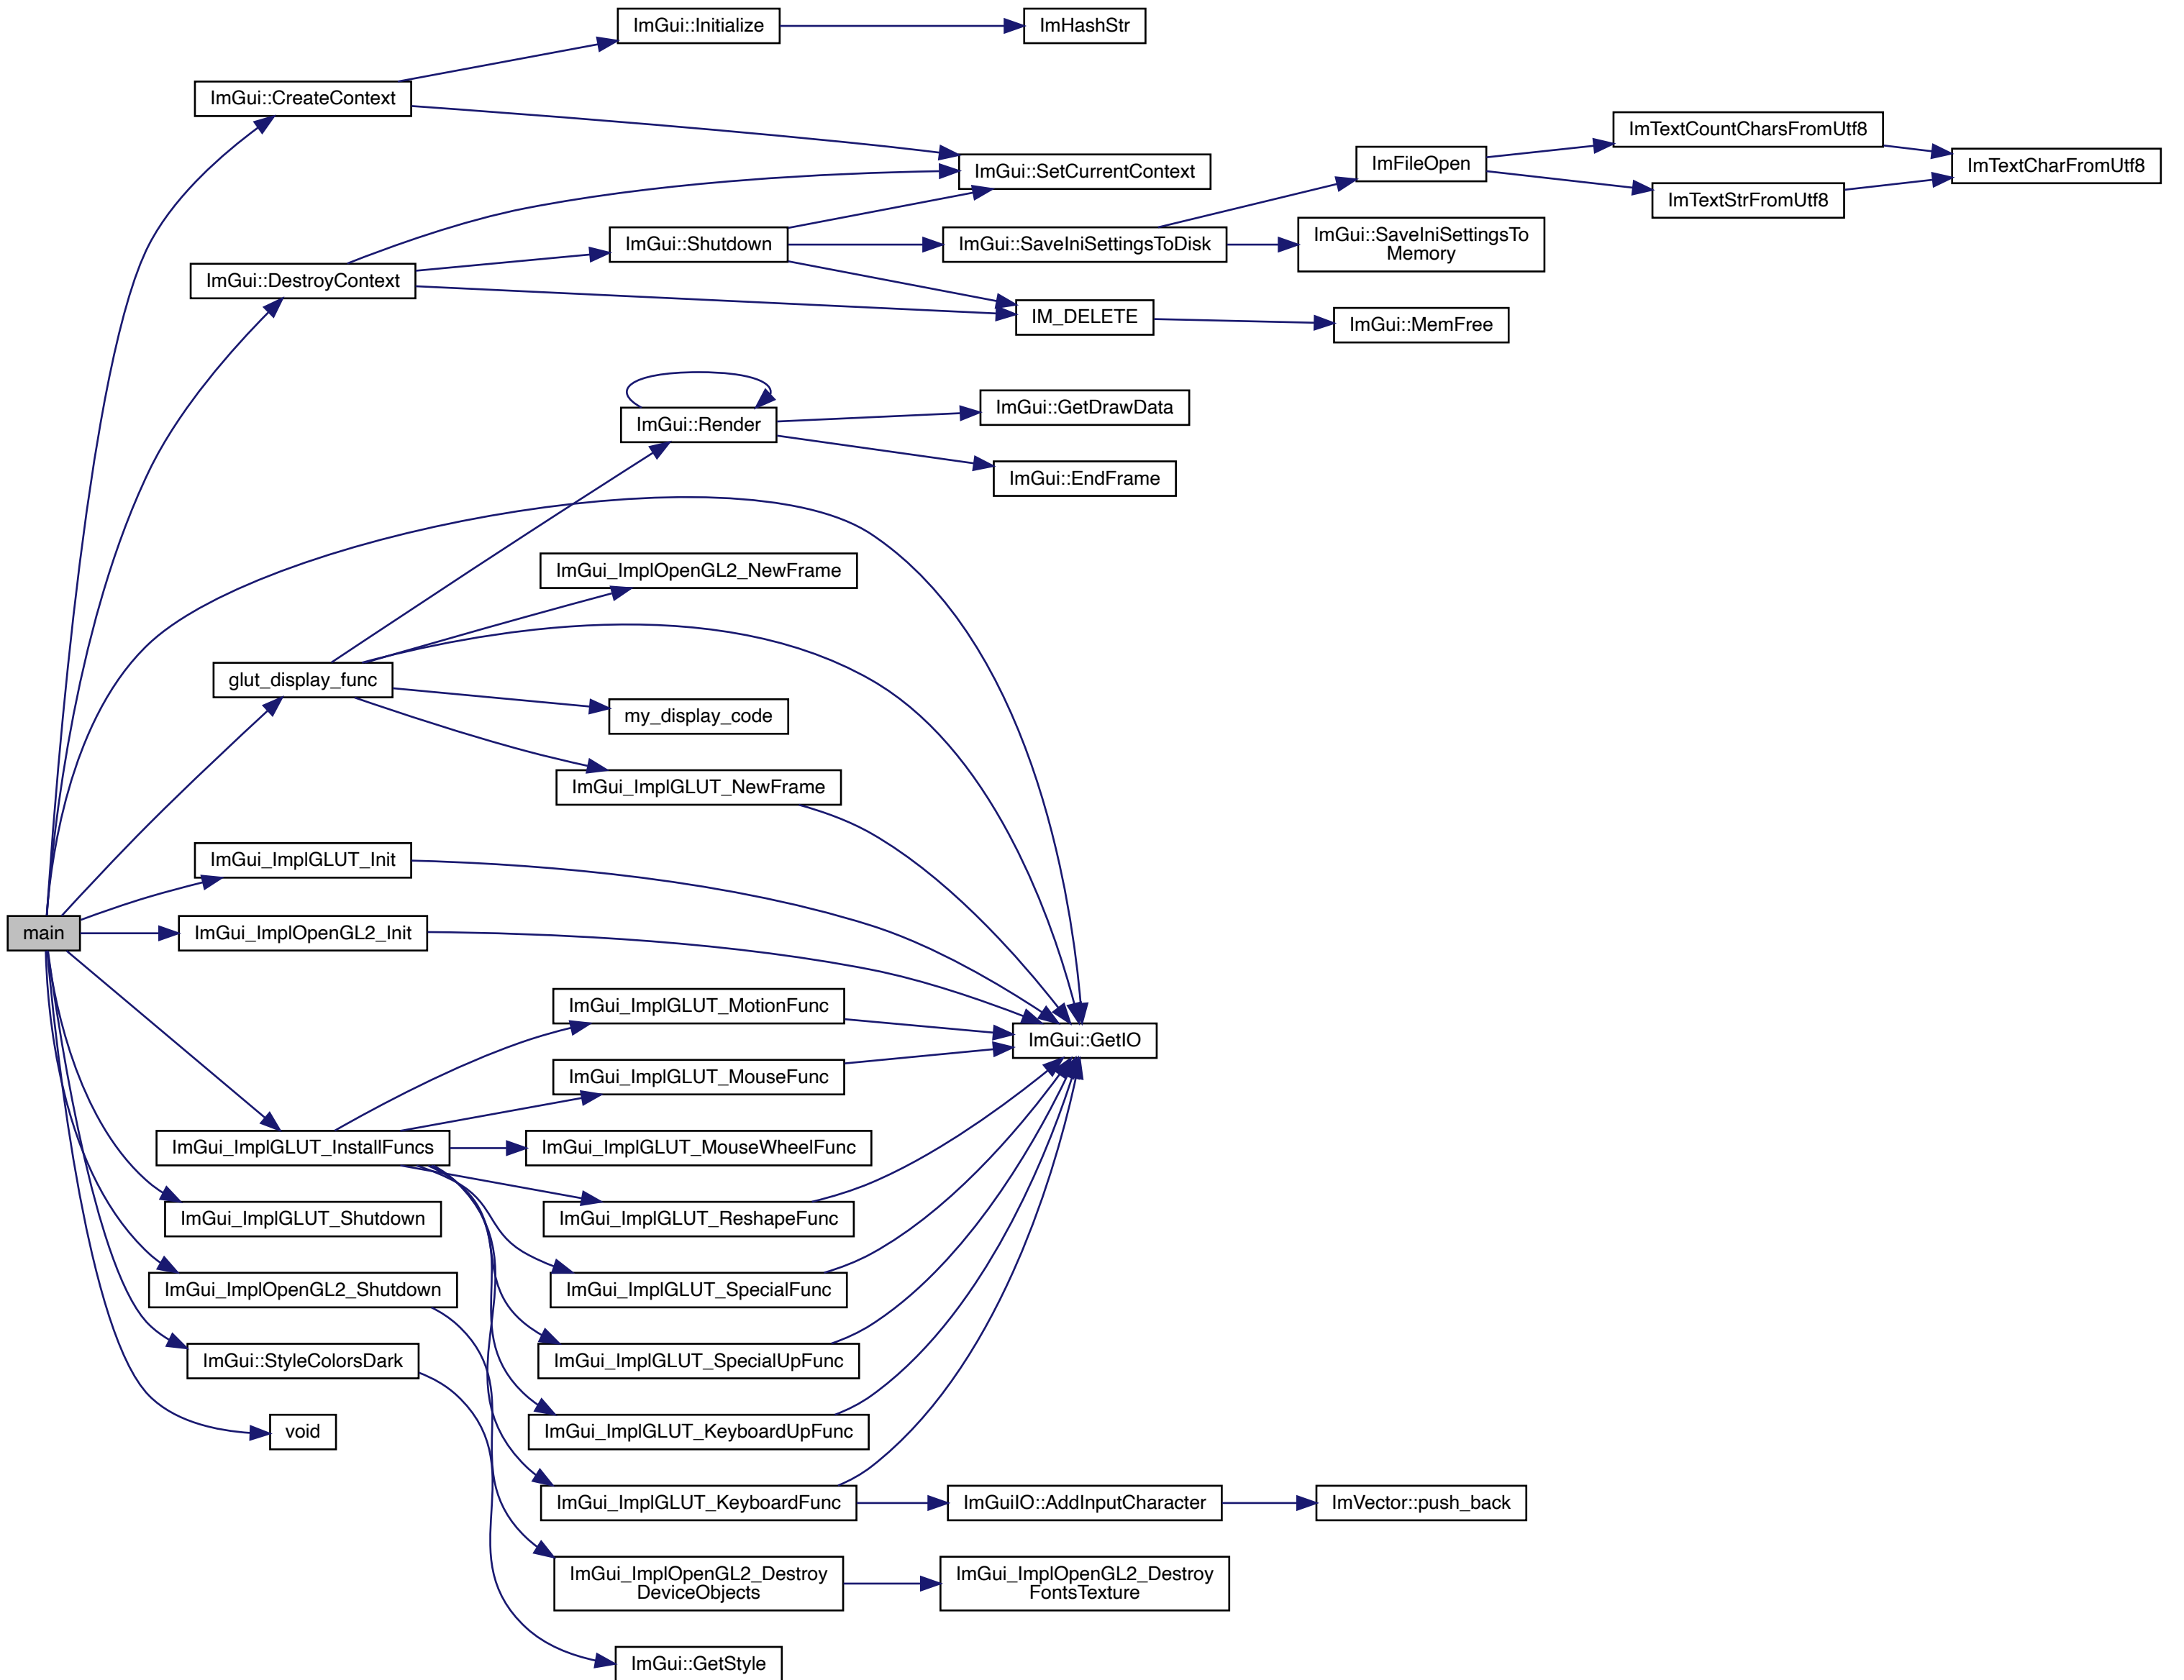 ImGui::Initialize
ImHashStr
ImGui::CreateContext
ImTextCountCharsFromUtf8
ImFileOpen
ImTextCharFromUtf8
ImGui::SetCurrentContext
ImTextStrFromUtf8
ImGui::Shutdown
ImGui::SaveIniSettingsToDisk
ImGui::SaveIniSettingsTo
Memory
ImGui::DestroyContext
IM_DELETE
ImGui::MemFree
ImGui::GetDrawData
ImGui::Render
ImGui::EndFrame
ImGui_ImplOpenGL2_NewFrame
glut_display_func
my_display_code
ImGui_ImplGLUT_NewFrame
ImGui_ImplGLUT_Init
main
ImGui_ImplOpenGL2_Init
ImGui_ImplGLUT_MotionFunc
ImGui::GetIO
ImGui_ImplGLUT_MouseFunc
ImGui_ImplGLUT_InstallFuncs
ImGui_ImplGLUT_MouseWheelFunc
ImGui_ImplGLUT_Shutdown
ImGui_ImplGLUT_ReshapeFunc
ImGui_ImplOpenGL2_Shutdown
ImGui_ImplGLUT_SpecialFunc
ImGui::StyleColorsDark
ImGui_ImplGLUT_SpecialUpFunc
void
ImGui_ImplGLUT_KeyboardUpFunc
ImGui_ImplGLUT_KeyboardFunc
ImGuiIO::AddInputCharacter
ImVector::push_back
ImGui_ImplOpenGL2_Destroy
DeviceObjects
ImGui_ImplOpenGL2_Destroy
FontsTexture
ImGui::GetStyle